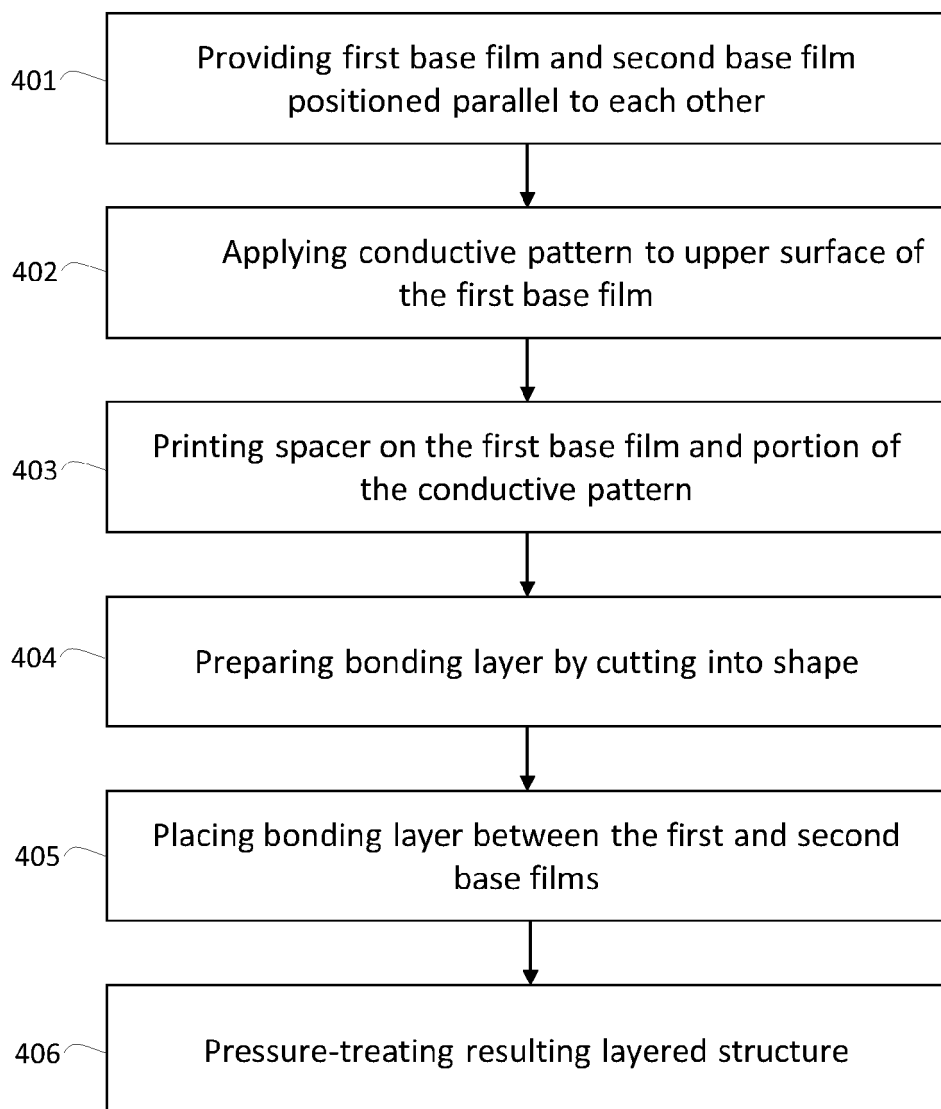 401
Providing first base film and second base film
positioned parallel to each other
402
Applying conductive pattern to upper surface of
the first base film
403
Printing spacer on the first base film and portion of
the conductive pattern
404
Preparing bonding layer by cutting into shape
405
Placing bonding layer between the first and second
base films
406
Pressure-treating resulting layered structure